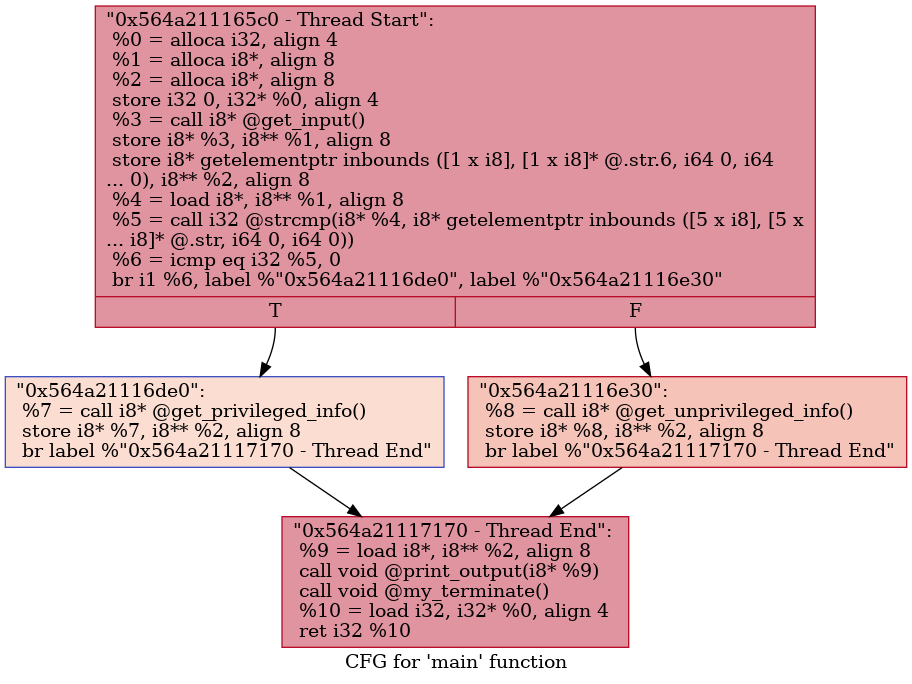 "0x564a211165c0 - Thread Start":
%0 = alloca i32, align 4
%1 = alloca i8*, align 8
%2 = alloca i8*, align 8
store i32 0, i32* %0, align 4
%3 = call i8* @get_input()
store i8* %3, i8** %1, align 8
store i8* getelementptr inbounds ([1 x i8], [1 x i8]* @.str.6, i64 0, i64
... 0), i8** %2, align 8
%4 = load i8*, i8** %1, align 8
%5 = call i32 @strcmp(i8* %4, i8* getelementptr inbounds ([5 x i8], [5 x
... i8]* @.str, i64 0, i64 0))
%6 = icmp eq i32 %5, 0
br i1 %6, label %"0x564a21116de0", label %"0x564a21116e30"
T
F
"0x564a21116de0":
%7 = call i8* @get_privileged_info()
store i8* %7, i8** %2, align 8
br label %"0x564a21117170 - Thread End"
"0x564a21116e30":
%8 = call i8* @get_unprivileged_info()
store i8* %8, i8** %2, align 8
br label %"0x564a21117170 - Thread End"
"0x564a21117170 - Thread End":
%9 = load i8*, i8** %2, align 8
call void @print_output(i8* %9)
call void @my_terminate()
%10 = load i32, i32* %0, align 4
ret i32 %10
CFG for 'main' function